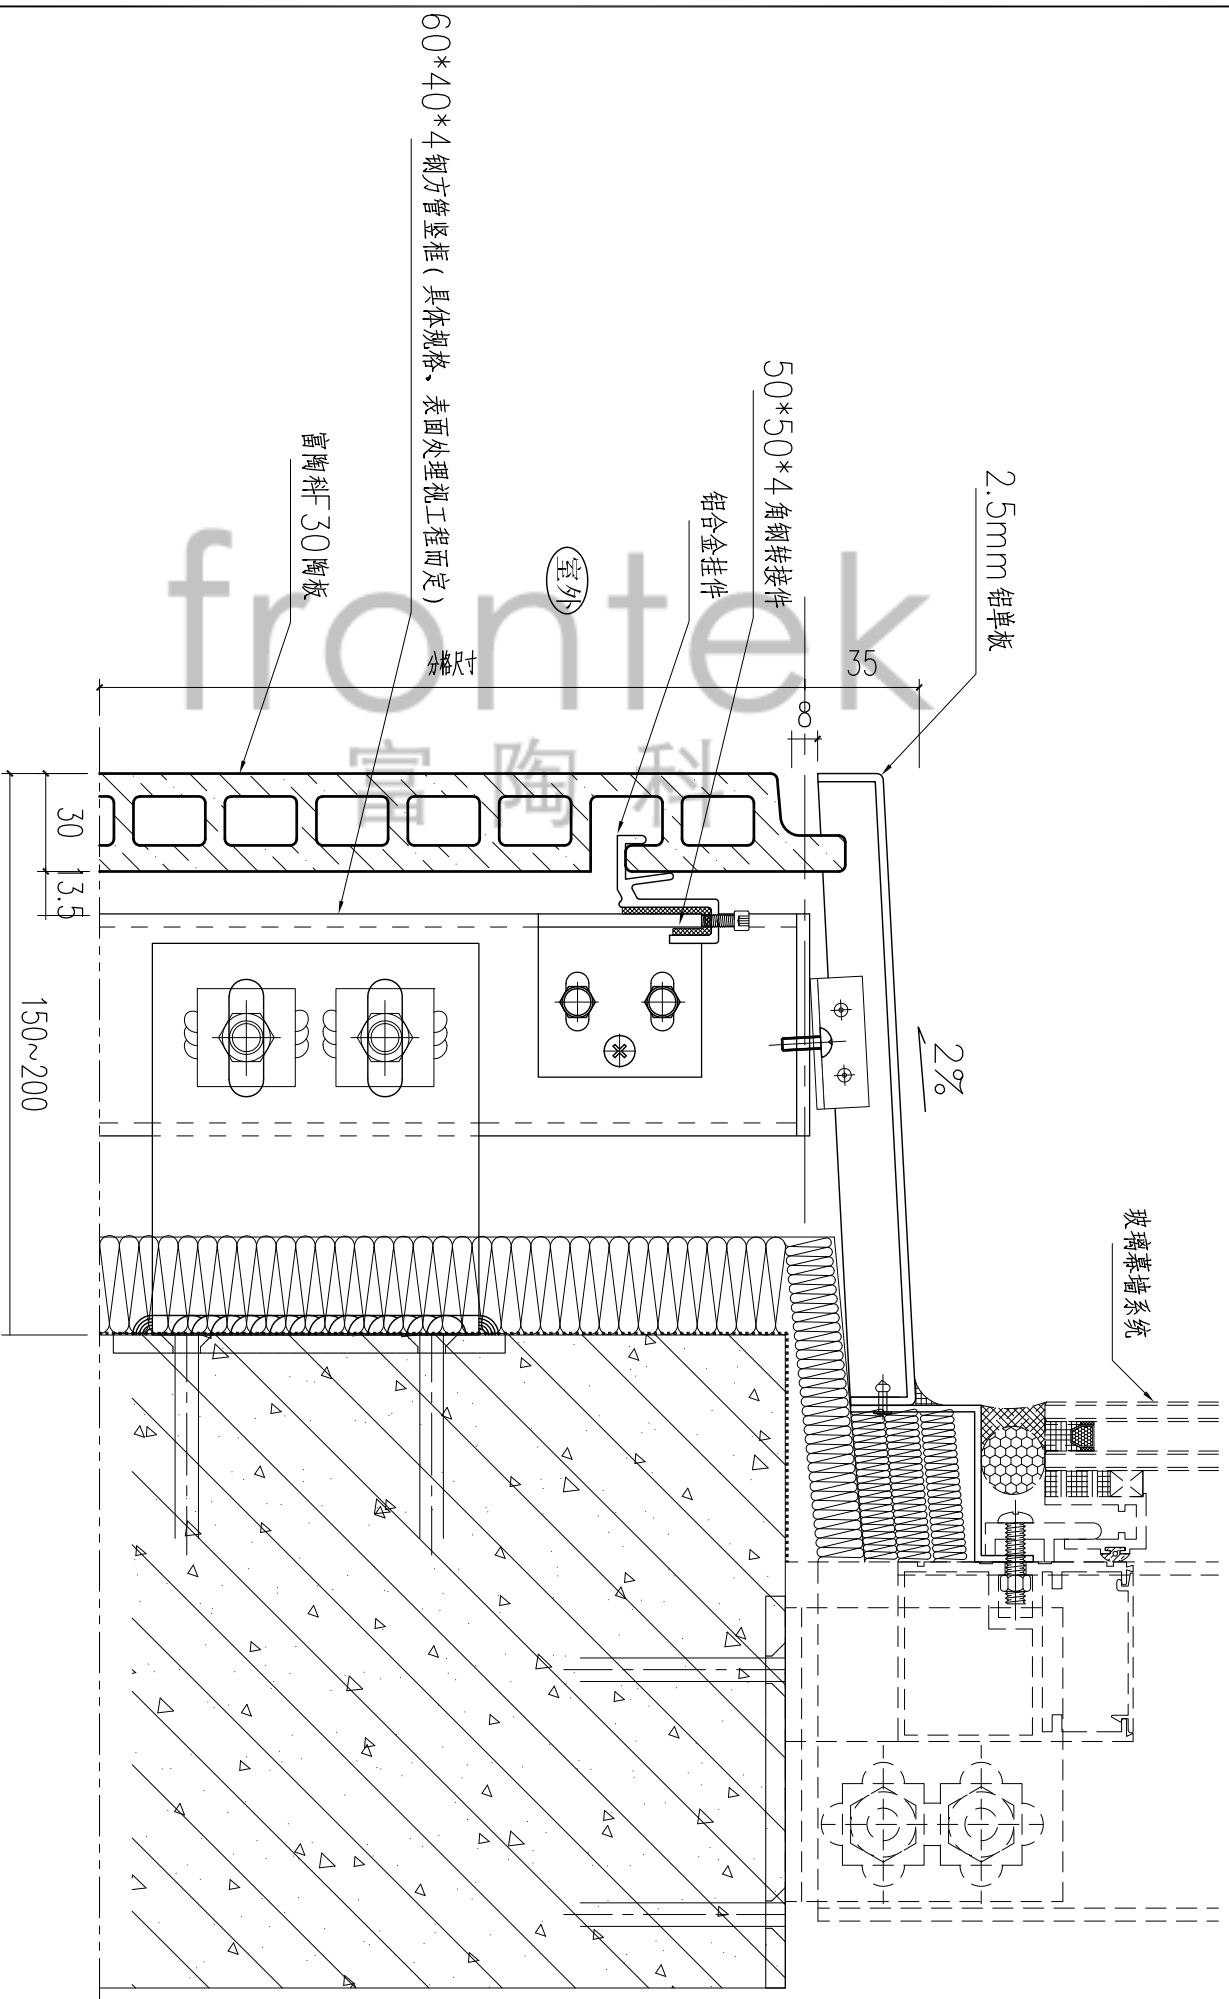 2.5mm 铝单板
50*50*4 角钢转接件
铝合金挂件
室外
60*40*4 钢方管竖框(具体规格、表面处理视工程而定)
富陶科F30陶板
玻璃幕墙系统
frontek
富陶科
分格尺寸
35
8
2%
30
13.5
150~200